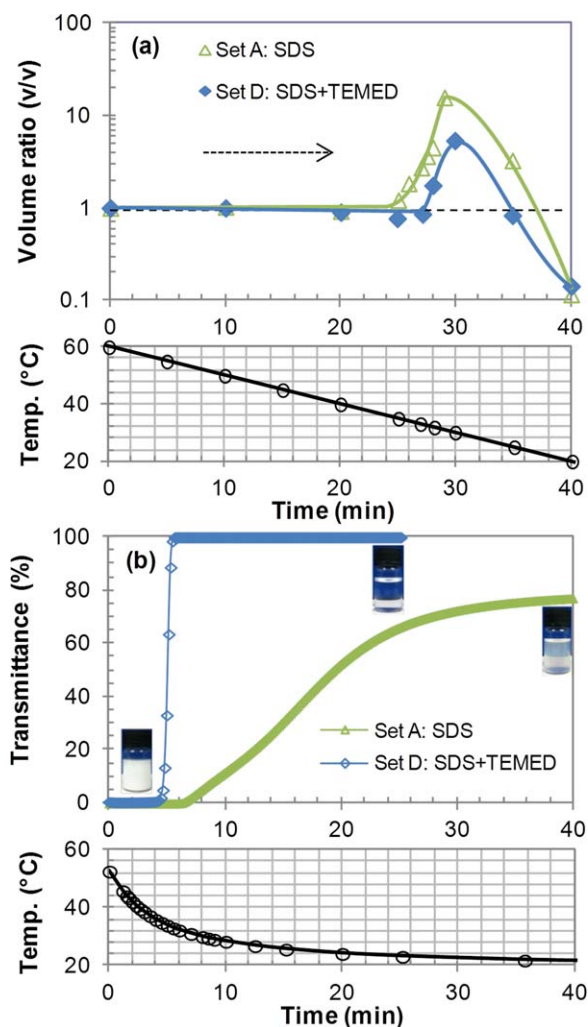 (a)
Set A: SDS
Set D: SDS+TEMED
Volume ratio (v/v)
100
10
1
0.1
0 10 20 30 40
Temp. (°C)
60
40
20
0 10 20 30 40
Time (min)
(b)
Transmittance (%)
100
80
60
40
20
0
Set A: SDS
Set D: SDS+TEMED
0 10 20 30 40
Temp. (°C)
60
40
20
0 10 20 30 40
Time (min)